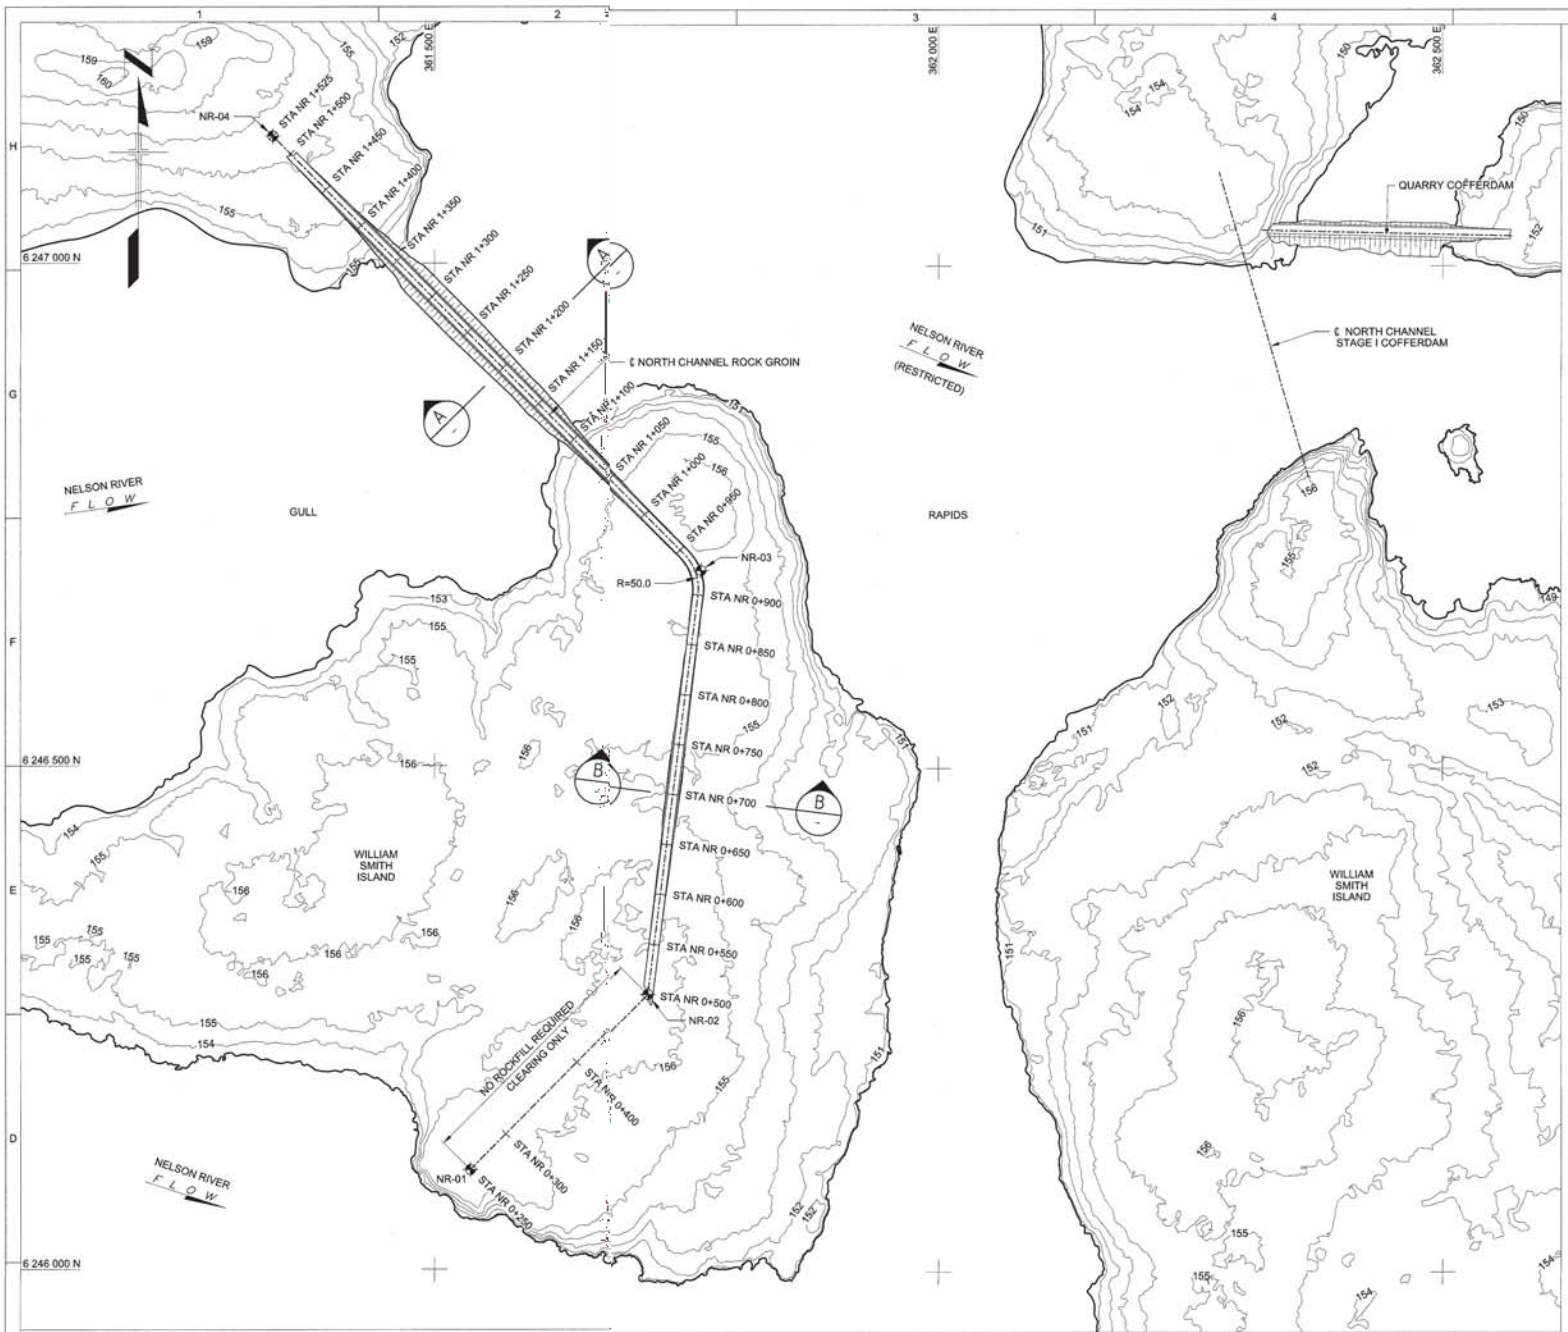 1
2
3
4
H
G
F
E
D
361 500 E
362 000 E
362 500 E
6 247 000 N
6 246 500 N
6 246 000 N
159
159
160
155
152
NR-04
STA NR 1+525
STA NR 1+500
STA NR 1+450
STA NR 1+400
STA NR 1+350
STA NR 1+300
STA NR 1+250
STA NR 1+200
STA NR 1+150
STA NR 1+100
STA NR 1+050
STA NR 1+000
STA NR 0+950
155
155
A
-
A
-
℄ NORTH CHANNEL ROCK GROIN
NELSON RIVER
FLOW
(RESTRICTED)
154
154
150
150
151
152
QUARRY COFFERDAM
℄ NORTH CHANNEL
STAGE I COFFERDAM
NELSON RIVER
FLOW
GULL
RAPIDS
151
155
156
NR-03
R=50.0
STA NR 0+900
STA NR 0+850
STA NR 0+800
STA NR 0+750
STA NR 0+700
STA NR 0+650
STA NR 0+600
STA NR 0+550
STA NR 0+500
NR-02
153
155
155
156
156
155
151
B
-
B
-
154
155
WILLIAM
SMITH
ISLAND
156
156
156
156
156
156
155
155
155
155
155
154
NO ROCKFILL REQUIRED
CLEARING ONLY
156
155
151
STA NR 0+400
STA NR 0+300
STA NR 0+250
NR-01
NELSON RIVER
FLOW
152
152
156
155
149
152
151
152
153
152
WILLIAM
SMITH
ISLAND
151
156
156
155
155
154
154